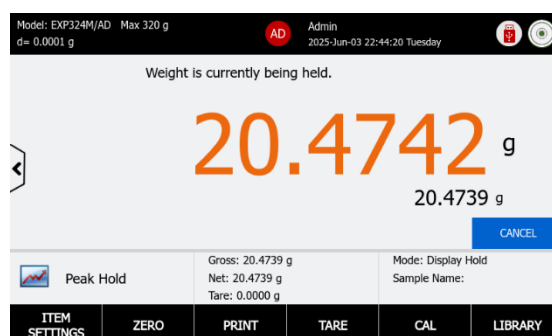 Model: EXP324M/AD Max 320 g
d= 0.0001 g
AD
Admin
2025-Jun-03 22:44:20 Tuesday
Weight is currently being held.
20.4742 g
20.4739 g
CANCEL
Peak Hold
Gross: 20.4739 g
Net: 20.4739 g
Tare: 0.0000 g
Mode: Display Hold
Sample Name:
ITEM
SETTINGS
ZERO
PRINT
TARE
CAL
LIBRARY